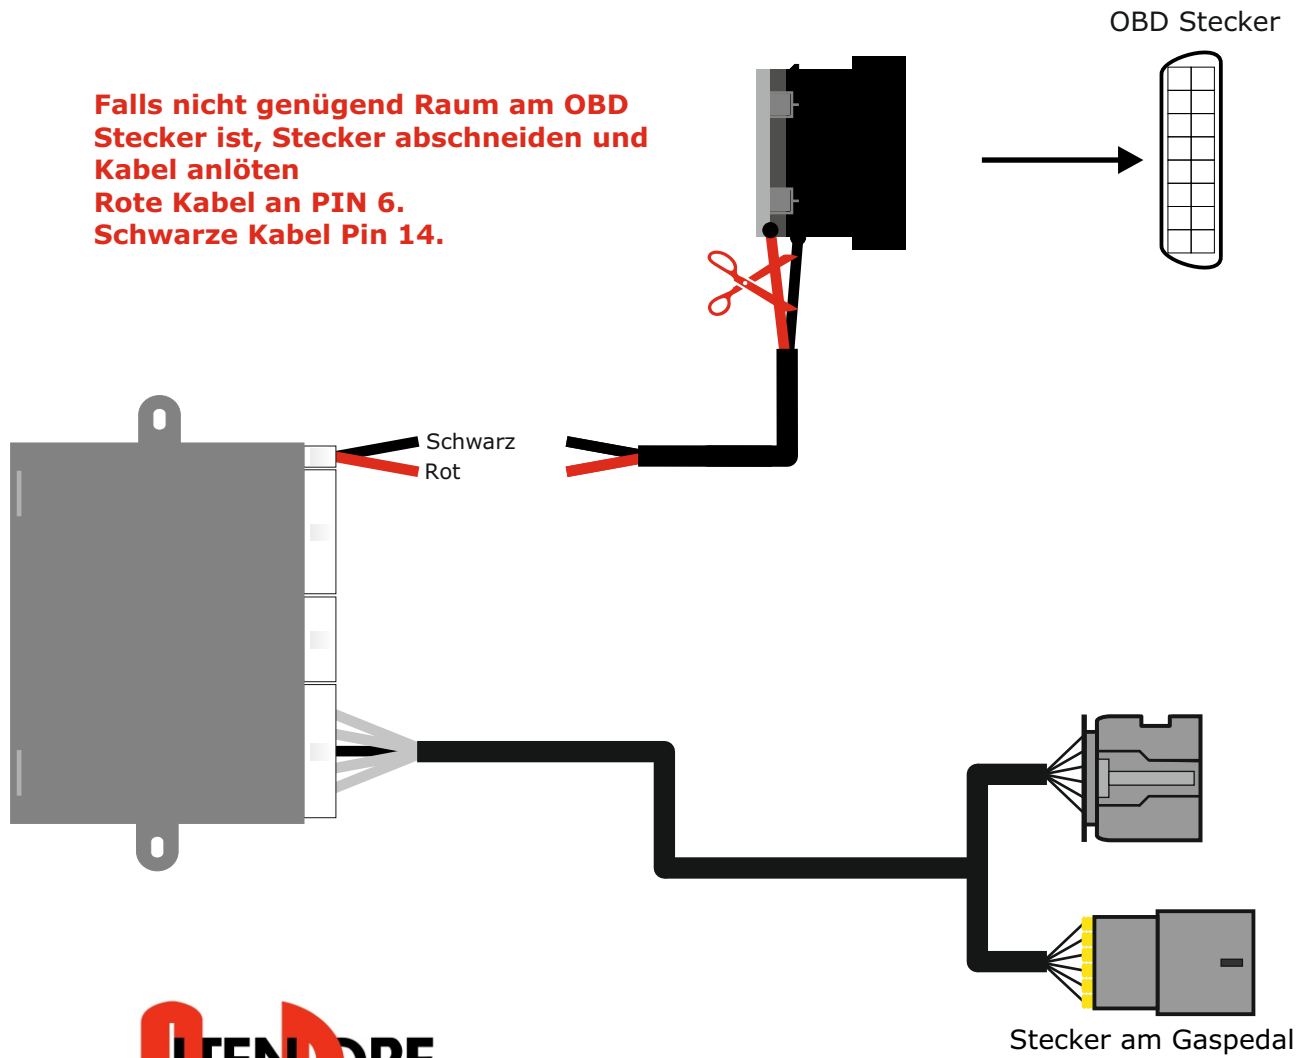 OBD Stecker
Falls nicht genügend Raum am OBD
Stecker ist, Stecker abschneiden und
Kabel anlöten
Rote Kabel an PIN 6.
Schwarze Kabel Pin 14.
Schwarz
Rot
Stecker am Gaspedal